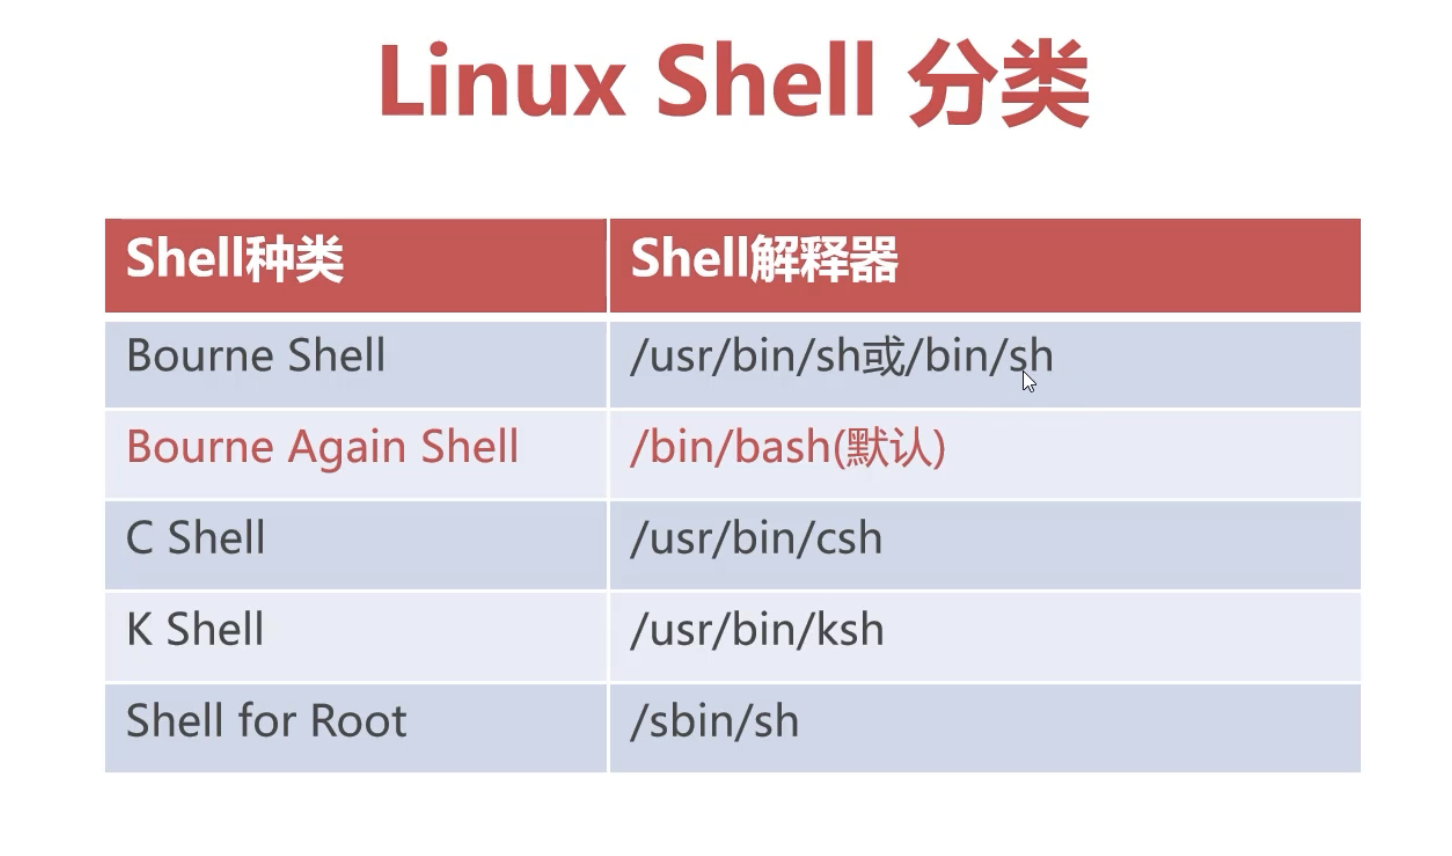 Linux Shell 分类
Shell种类 Shell解释器
Bourne Shell /usr/bin/sh或/bin/sh
Bourne Again Shell /bin/bash(默认)
C Shell /usr/bin/csh
K Shell /usr/bin/ksh
Shell for Root /sbin/sh